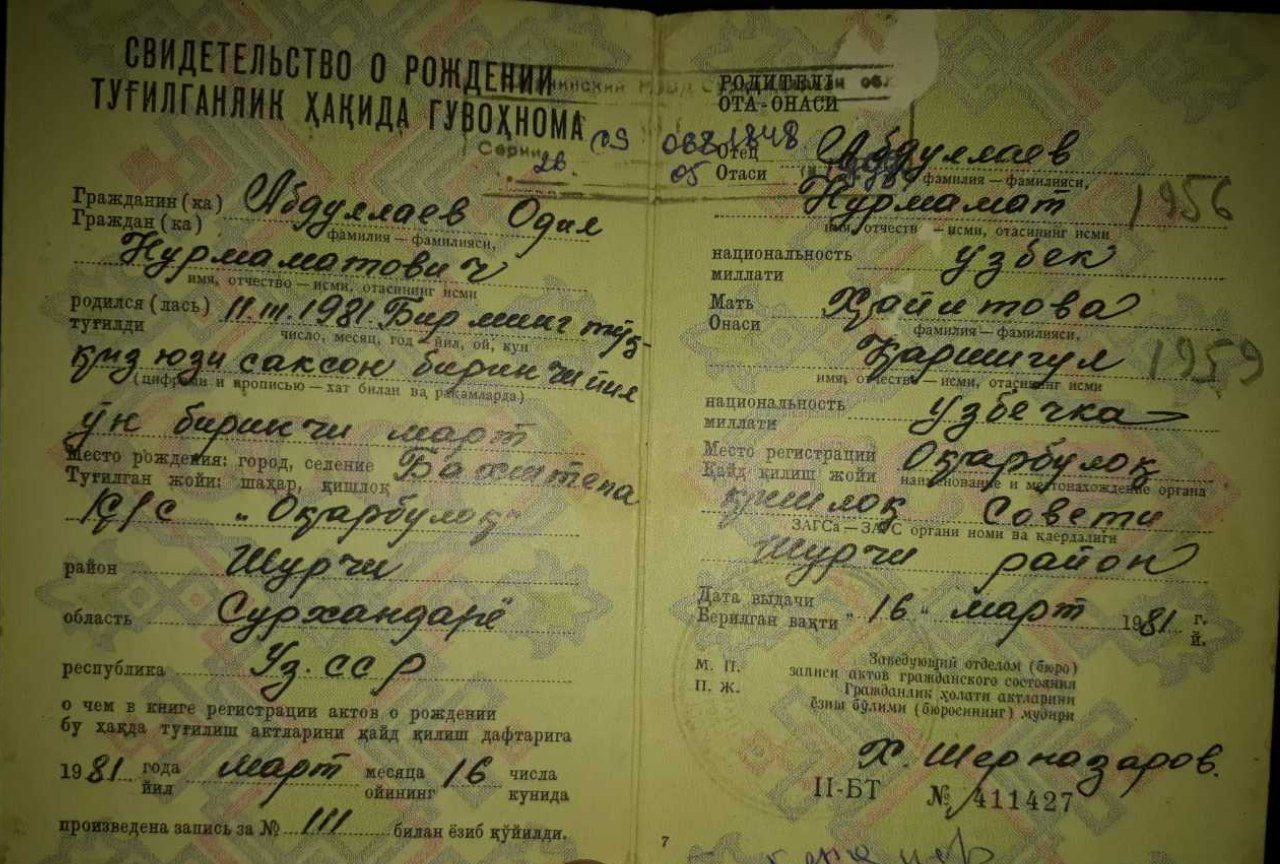 СВИДЕТЕЛЬСТВО О РОЖДЕНИИ
ТУҒИЛГАНЛИК ҲАҚИДА ГУВОҲНОМА
Серия
Гражданин (ка) Абдуллаев Одил
Граждан (ка)
фамилия — фамилияси,
Нурмаматович
имя, отчество — исми, отасининг исми
родился (лась) 11.III.1981. Бир минг тўқ-
туғилди
число, месяц, год — йил, ой, кун
қиз юзи саксон биринчи йил
(цифрами и прописью — хат билан ва рақамларда)
ўн биринчи март
Место рождения: город, селение Бахштепа
Туғилган жойи: шаҳар, қишлоқ
Қ/С „Оқарбулоқ"
район Шурчи
область Сурхандарё
республика Уз.ССР
о чем в книге регистрации актов о рождении
бу ҳақда туғилиш актларини қайд қилиш дафтарига
1981 года март месяца 16 числа
йил ойининг кунида
произведена запись за № 111 билан ёзиб қўйилди.
РОДИТЕЛИ
ОТА-ОНАСИ
Отец Абдуллаев
Отаси
фамилия — фамилияси,
Нурмамат 1956
имя, отчество — исми, отасининг исми
национальность узбек
миллати
Мать Ҳайитова
Онаси
фамилия — фамилияси,
Қаршигул 1959
имя, отчество — исми, отасининг исми
национальность узбечка
миллати
Место регистрации Оқарбулоқ
Қайд қилиш жойи наименование и местонахождение органа
қишлоқ Совети
ЗАГСа — ЗАГС органи номи ва қаердалиги
Шурчи район
Дата выдачи
Берилган вақти „16" март 1981 г.
й.
М. П.
П. Ж.
Заведующий отделом (бюро)
записи актов гражданского состояния
Гражданлик ҳолати актларини
ёзиш бўлими (бюросининг) мудири
Х. Шерназаров.
II-БТ № 411427
7